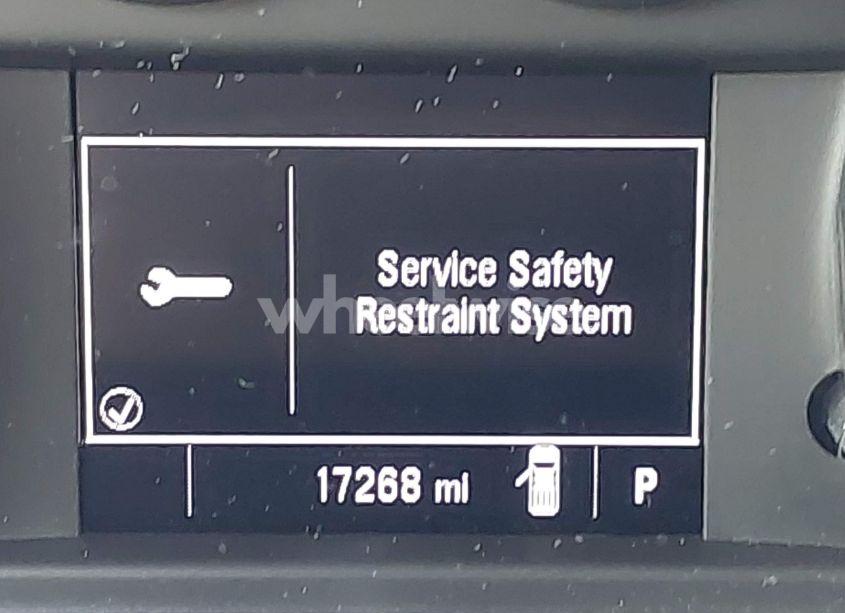 Service Safety
Restraint System
17268 mi
P